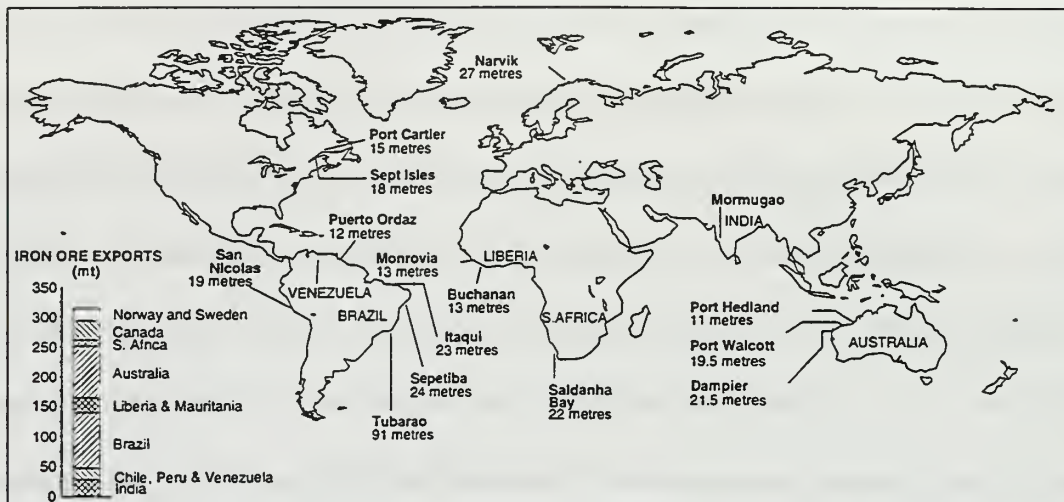 Narvik
27 metres
Port Cartier
15 metres
Sept Isles
18 metres
Mormugao
INDIA
Puerto Ordaz
12 metres
San
Nicolas
19 metres
Monrovia
13 metres
LIBERIA
VENEZUELA
Buchanan
13 metres
BRAZIL
S.AFRICA
Port Hedland
11 metres
Itaqui
23 metres
Port Walcott
19.5 metres
AUSTRALIA
Sepetiba
24 metres
Saldanha
Bay
22 metres
Dampier
21.5 metres
Tubarao
91 metres
IRON ORE EXPORTS
(mt)
350
300
250
200
150
100
50
0
Norway and Sweden
Canada
S. Africa
Australia
Liberia & Mauritania
Brazil
Chile, Peru & Venezuela
India